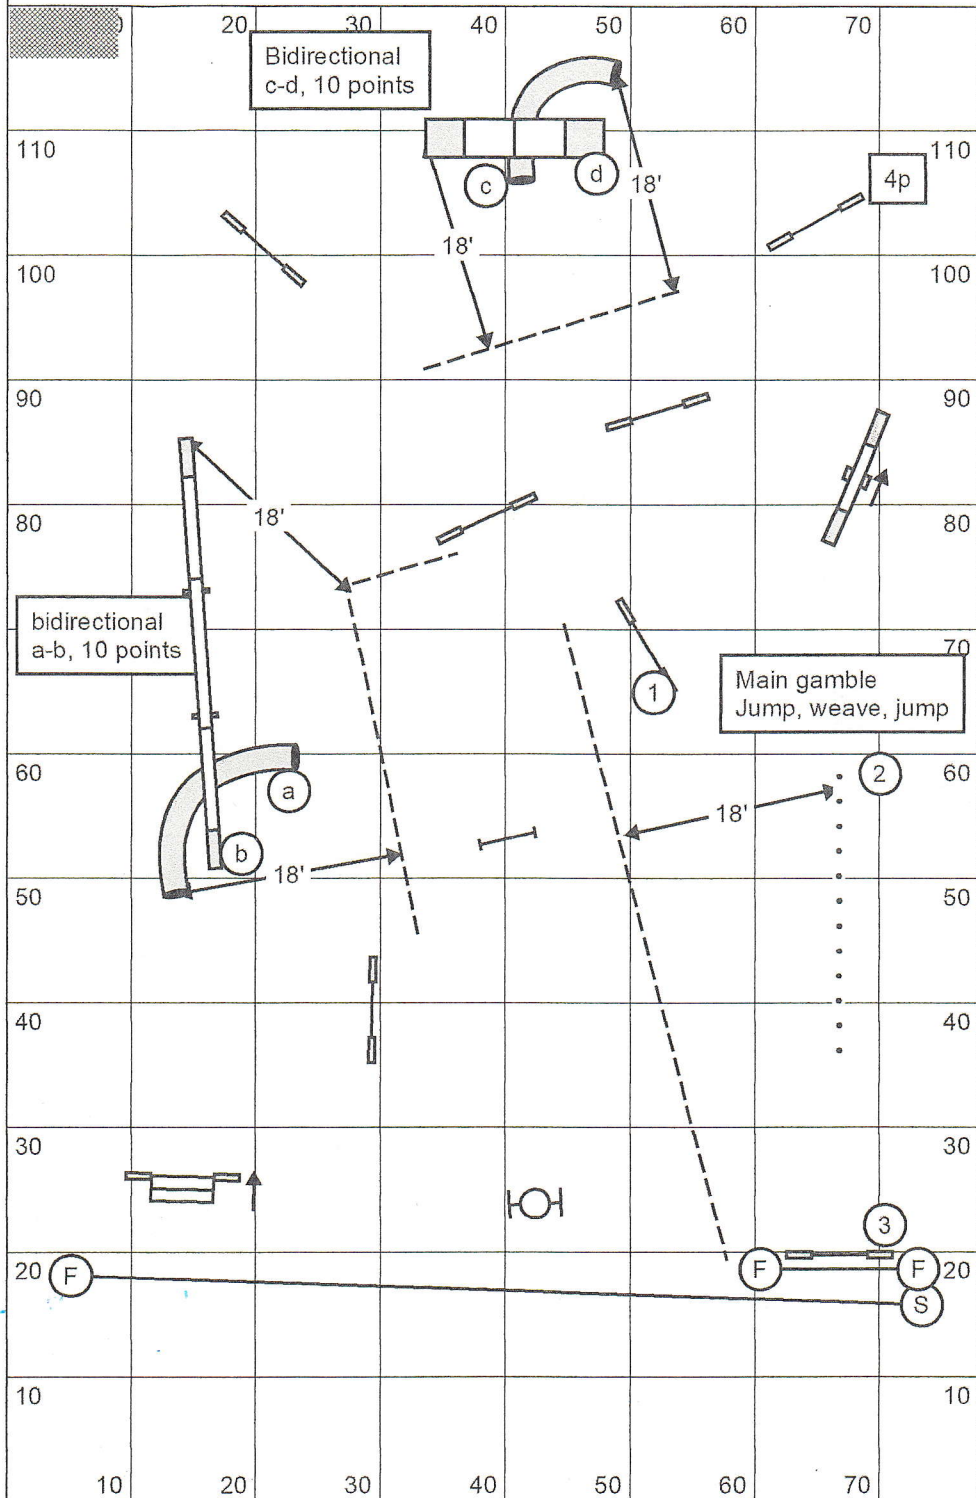 20 30 40 50 60 70
Bidirectional
c-d, 10 points
110 110
c d 18' 4p
18'
100 100
90 90
80 80
18'
bidirectional
a-b, 10 points
70
1
Main gamble
Jump, weave, jump
60 60
2
a
18'
b
18'
50 50
40 40
30 30
3
20 20
F F F
S
10 10
10 20 30 40 50 60 70